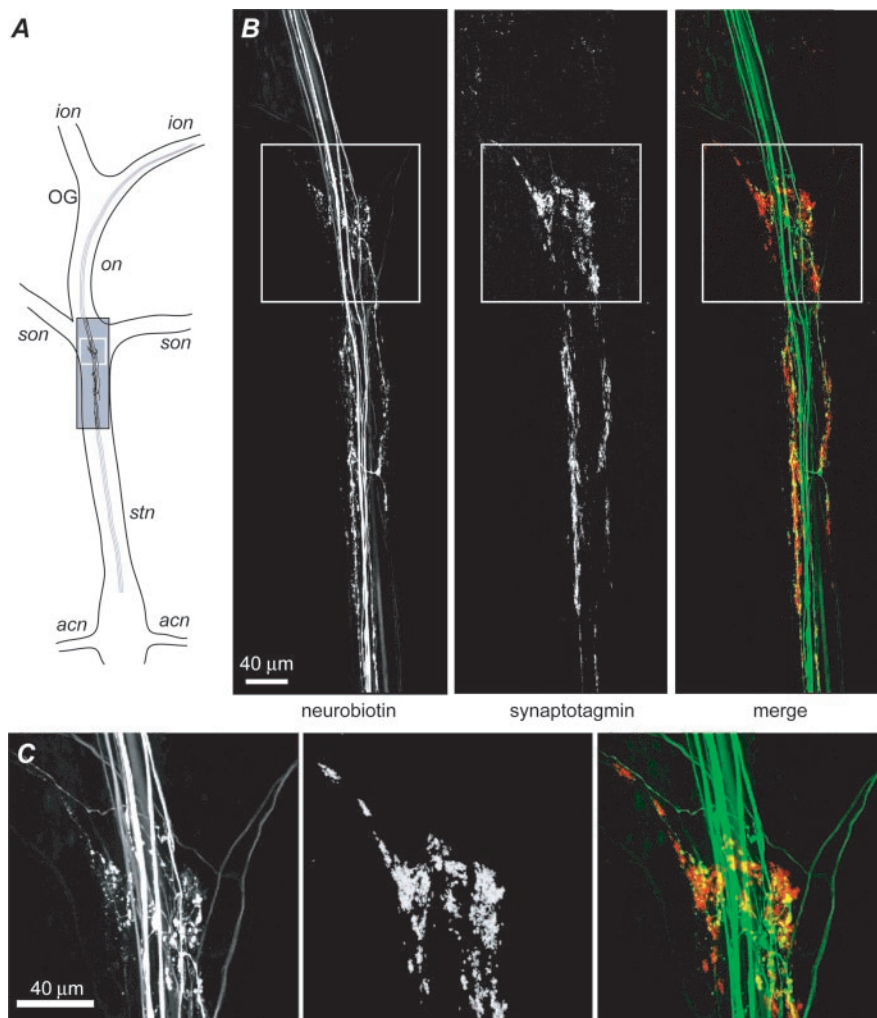 A
ion
ion
OG
on
son
son
stn
acn
acn
B
40 μm
neurobiotin
synaptotagmin
merge
C
40 μm